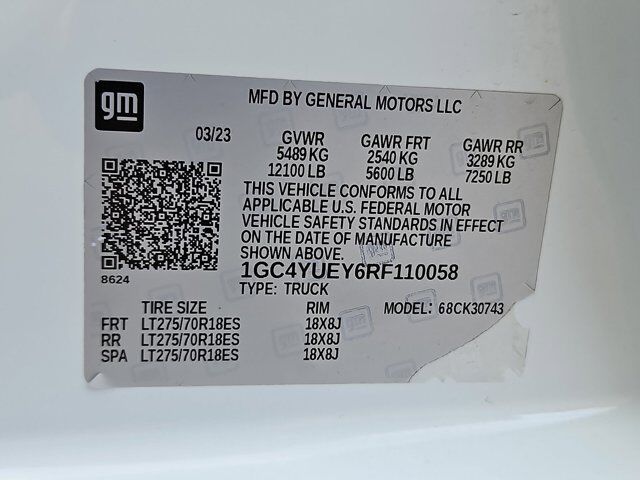 gm
MFD BY GENERAL MOTORS LLC
03/23 GVWR GAWR FRT GAWR RR
5489 KG 2540 KG 3289 KG
12100 LB 5600 LB 7250 LB
THIS VEHICLE CONFORMS TO ALL
APPLICABLE U.S. FEDERAL MOTOR
VEHICLE SAFETY STANDARDS IN EFFECT
ON THE DATE OF MANUFACTURE
SHOWN ABOVE.
1GC4YUEY6RF110058
8624
TYPE: TRUCK
TIRE SIZE RIM MODEL: 68CK30743
FRT LT275/70R18ES 18X8J
RR LT275/70R18ES 18X8J
SPA LT275/70R18ES 18X8J